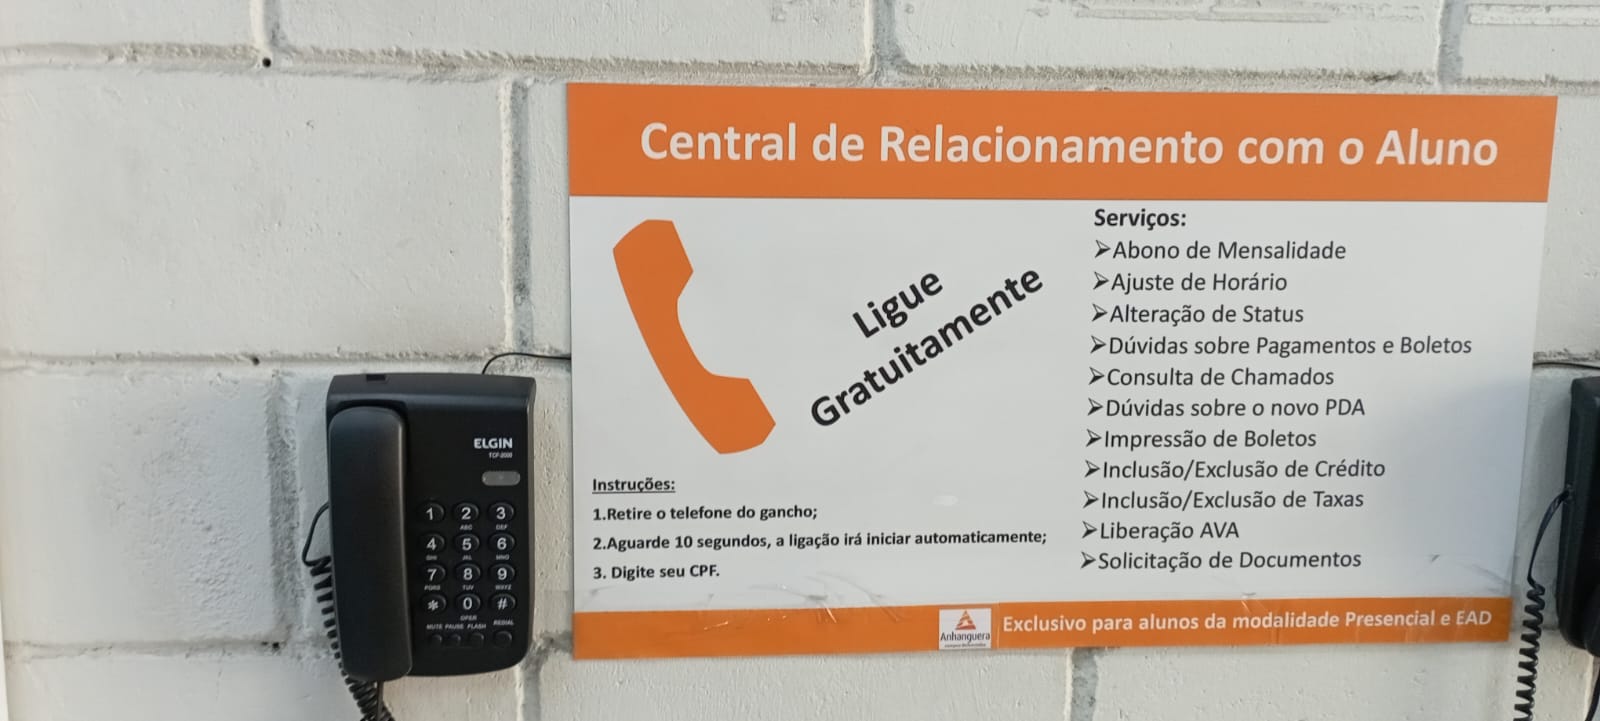 Central de Relacionamento com o Aluno
Ligue
Gratuitamente
Instruções:
1.Retire o telefone do gancho;
2.Aguarde 10 segundos, a ligação irá iniciar automaticamente;
3. Digite seu CPF.
Serviços:
➢Abono de Mensalidade
➢Ajuste de Horário
➢Alteração de Status
➢Dúvidas sobre Pagamentos e Boletos
➢Consulta de Chamados
➢Dúvidas sobre o novo PDA
➢Impressão de Boletos
➢Inclusão/Exclusão de Crédito
➢Inclusão/Exclusão de Taxas
➢Liberação AVA
➢Solicitação de Documentos
Anhanguera
Exclusivo para alunos da modalidade Presencial e EAD
ELGIN
TCF-2000
1 2 3
ABC DEF
4 5 6
GHI JKL MNO
7 8 9
PQRS TUV WXYZ
* 0 #
OPER
MUTE PAUSE FLASH REDIAL